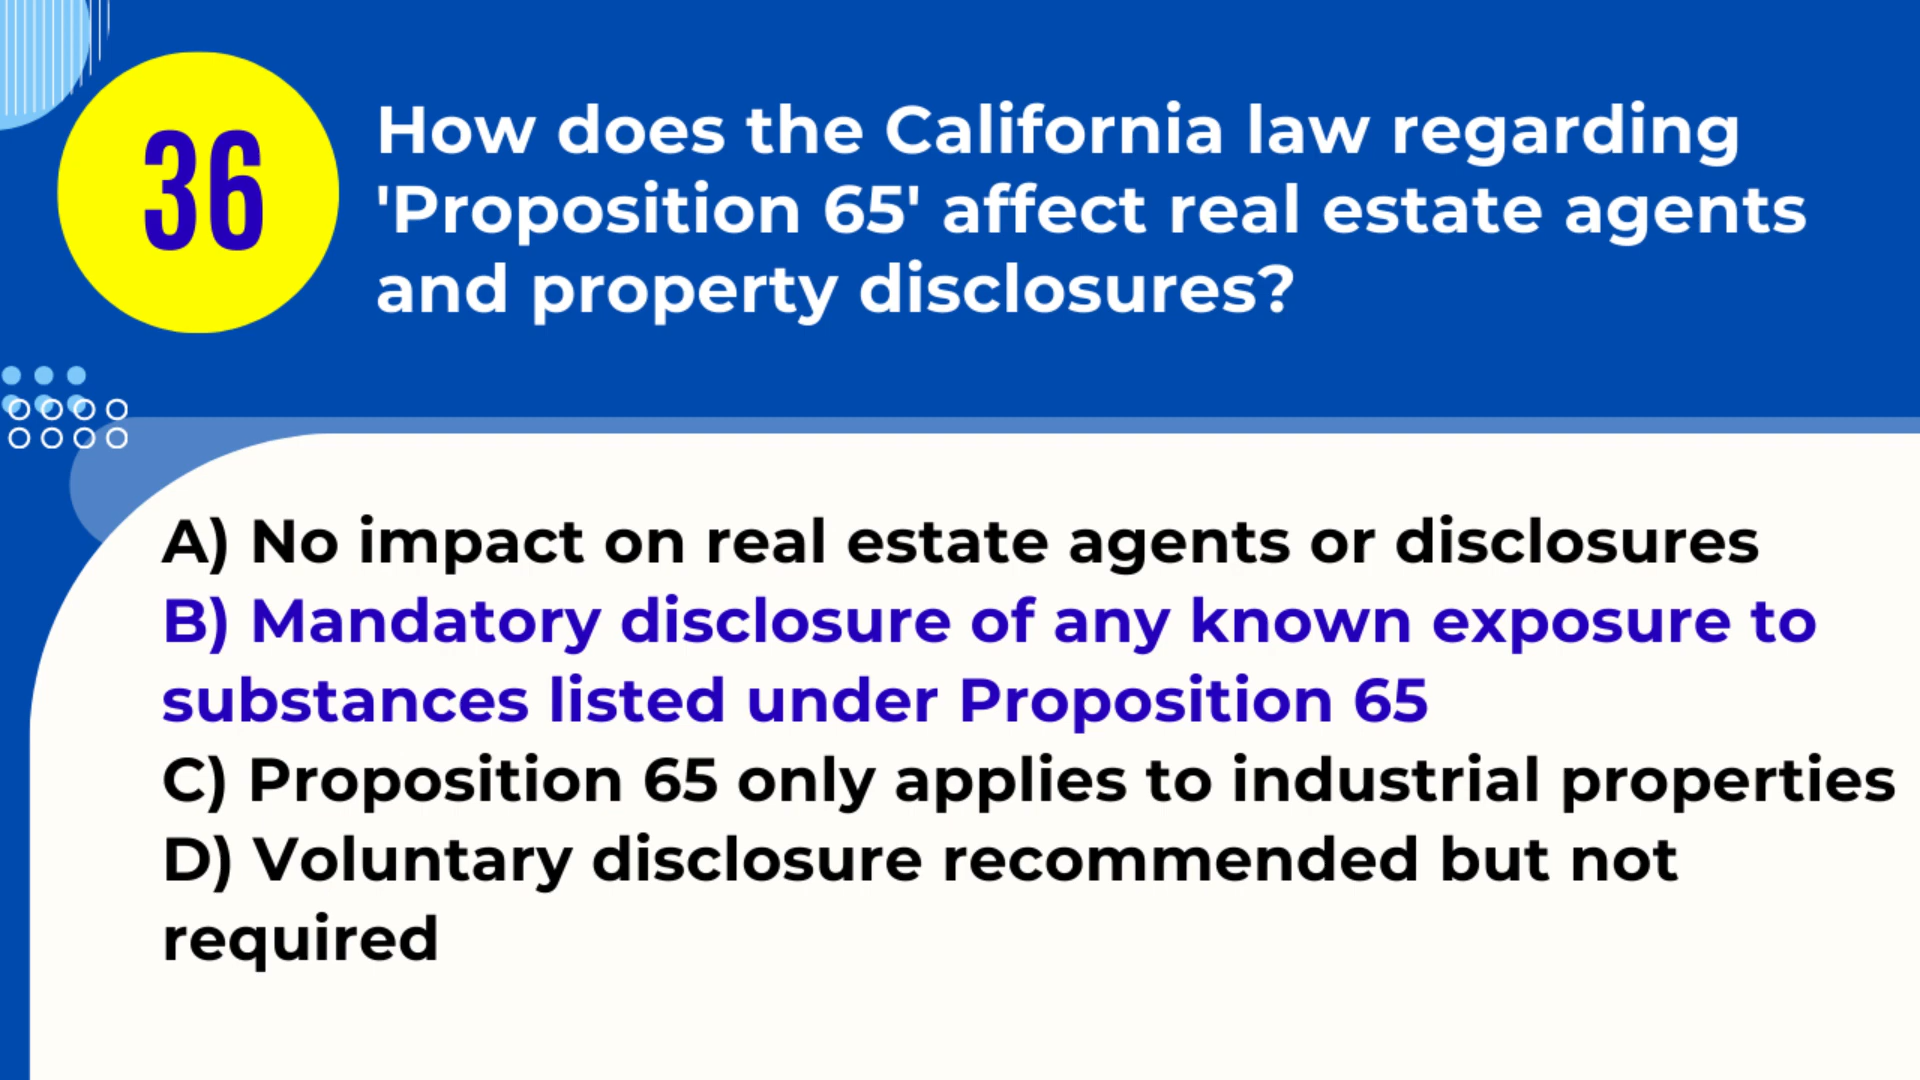 36
How does the California law regarding
'Proposition 65' affect real estate agents
and property disclosures?
A) No impact on real estate agents or disclosures
B) Mandatory disclosure of any known exposure to
substances listed under Proposition 65
C) Proposition 65 only applies to industrial properties
D) Voluntary disclosure recommended but not
required